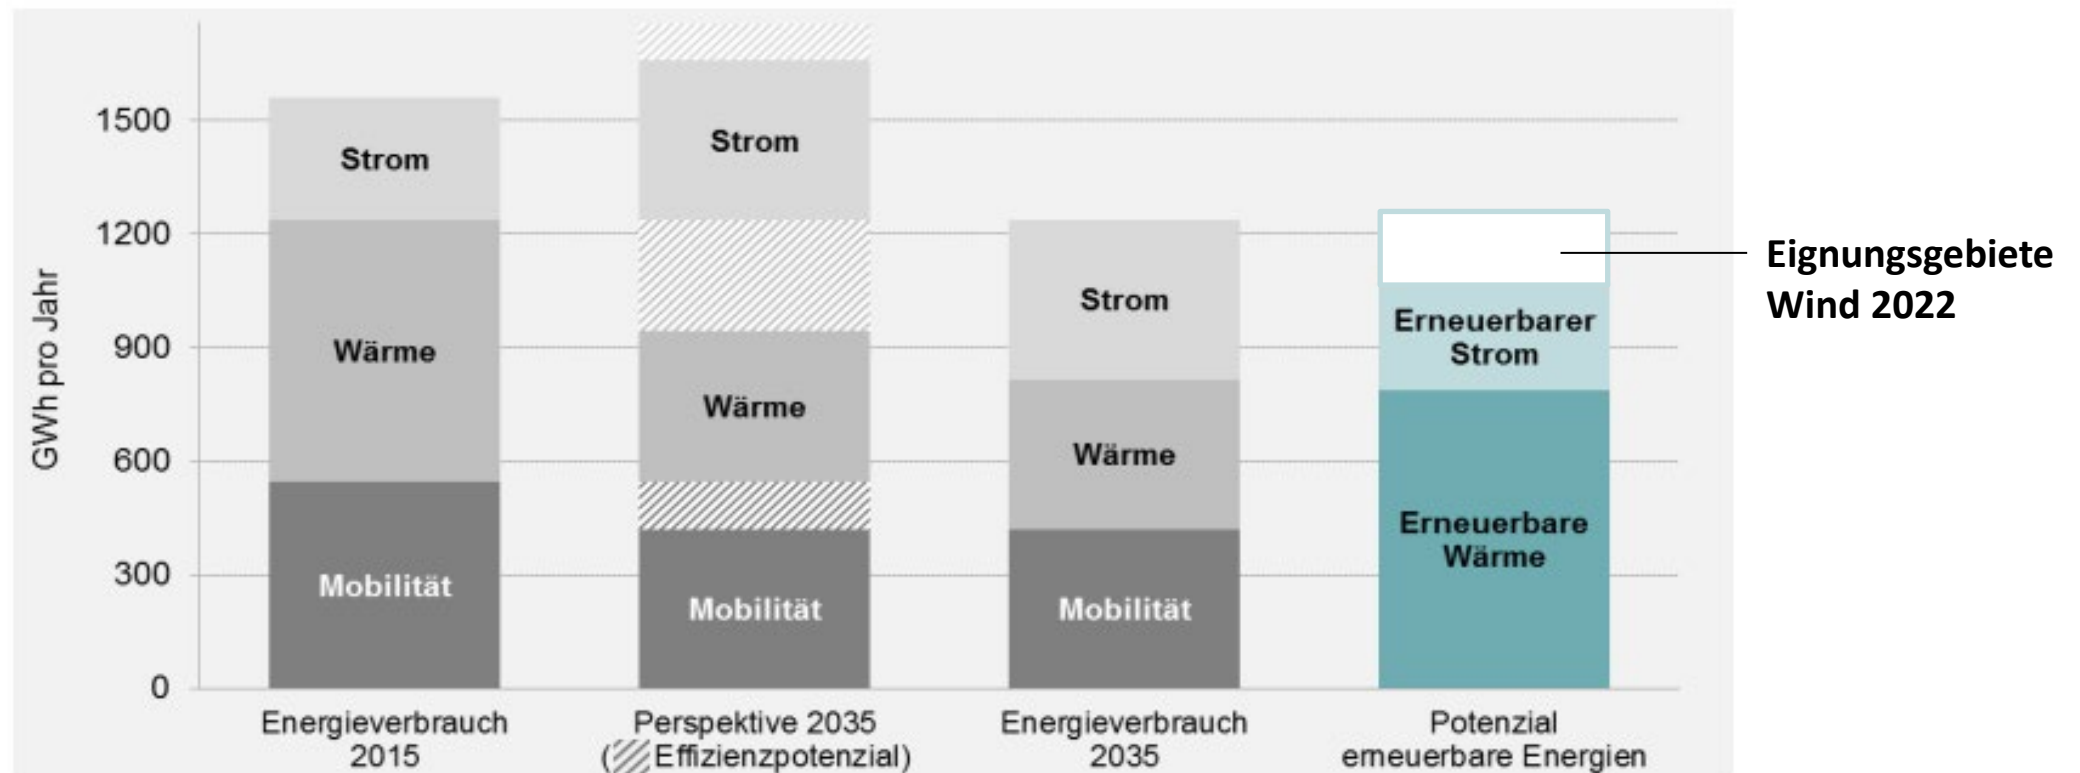 GWh pro Jahr
1500
1200
900
600
300
0
Strom
Wärme
Mobilität
Strom
Wärme
Mobilität
Strom
Wärme
Mobilität
Erneuerbarer
Strom
Erneuerbare
Wärme
Eignungsgebiete
Wind 2022
Energieverbrauch
2015
Perspektive 2035
(Effizienzpotenzial)
Energieverbrauch
2035
Potenzial
erneuerbare Energien